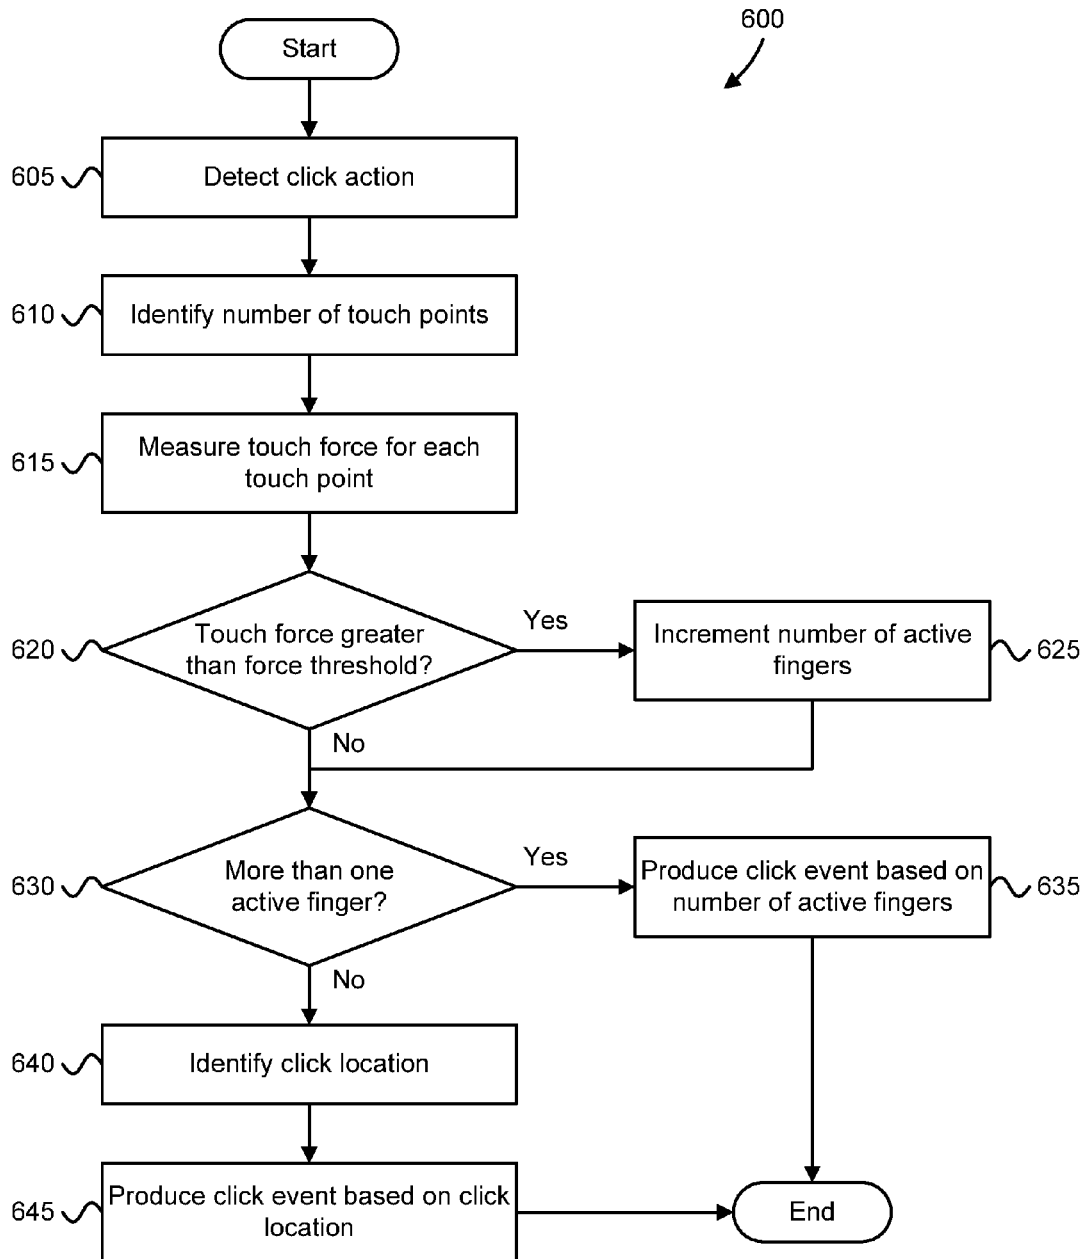 600
Start
605
Detect click action
610
Identify number of touch points
615
Measure touch force for each
touch point
620
Touch force greater
than force threshold?
Yes
Increment number of active
fingers
625
No
630
More than one
active finger?
Yes
Produce click event based on
number of active fingers
635
No
640
Identify click location
645
Produce click event based on click
location
End